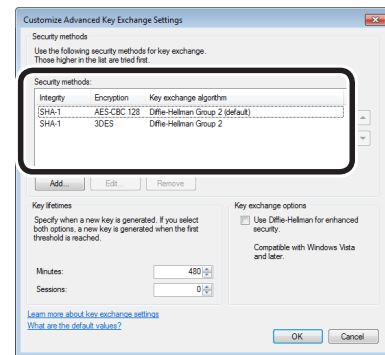 Customize Advanced Key Exchange Settings
Security methods
Use the following security methods for key exchange.
Those higher in the list are tried first.
Security methods:
Integrity Encryption Key exchange algorithm
SHA-1 AES-CBC 128 Diffie-Hellman Group 2 (default)
SHA-1 3DES Diffie-Hellman Group 2
Add... Edit... Remove
Key lifetimes
Specify when a new key is generated. If you select
both options, a new key is generated when the first
threshold is reached.
Minutes: 480
Sessions: 0
Key exchange options
Use Diffie-Hellman for enhanced
security.
Compatible with Windows Vista
and later.
Learn more about key exchange settings
What are the default values?
OK Cancel